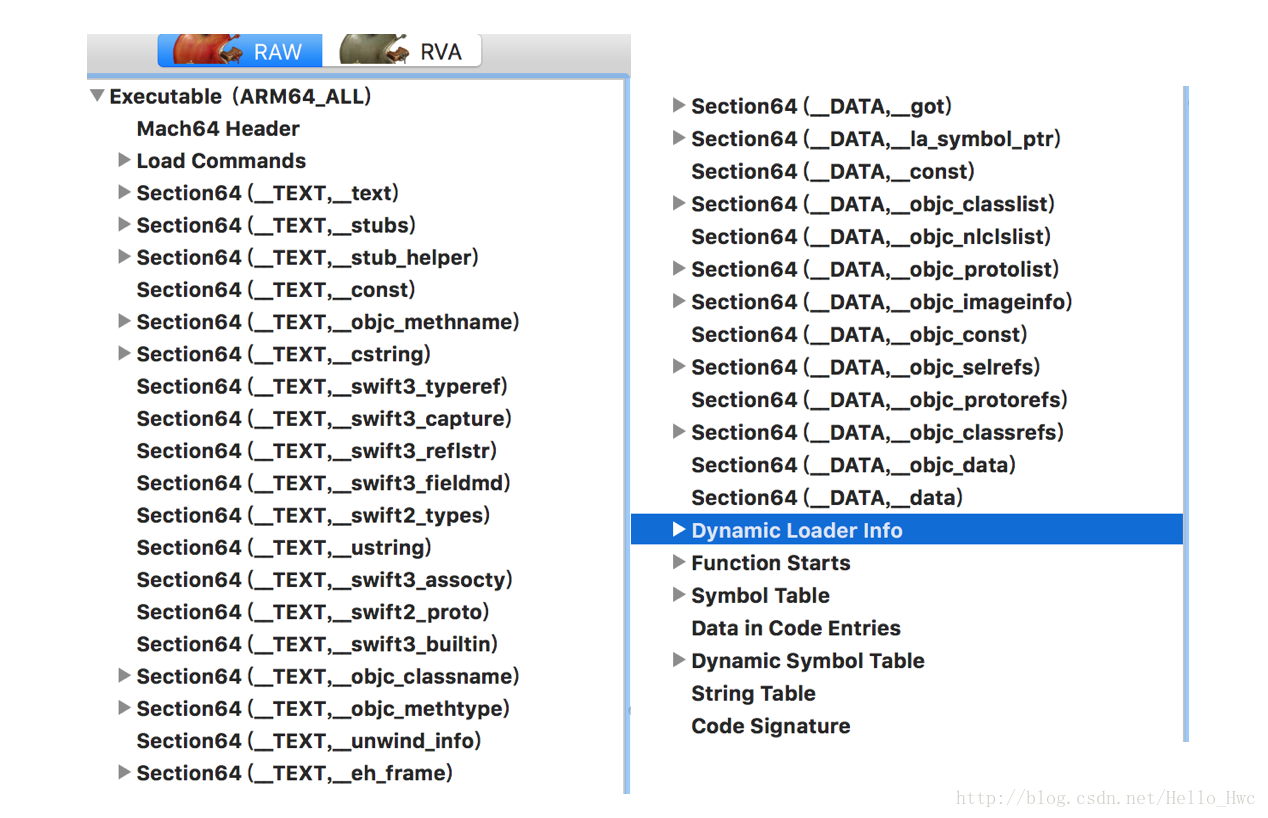 RAW RVA
Executable (ARM64_ALL)
Mach64 Header
Load Commands
Section64 (__TEXT,__text)
Section64 (__TEXT,__stubs)
Section64 (__TEXT,__stub_helper)
Section64 (__TEXT,__const)
Section64 (__TEXT,__objc_methname)
Section64 (__TEXT,__cstring)
Section64 (__TEXT,__swift3_typeref)
Section64 (__TEXT,__swift3_capture)
Section64 (__TEXT,__swift3_reflstr)
Section64 (__TEXT,__swift3_fieldmd)
Section64 (__TEXT,__swift2_types)
Section64 (__TEXT,__ustring)
Section64 (__TEXT,__swift3_assocty)
Section64 (__TEXT,__swift2_proto)
Section64 (__TEXT,__swift3_builtin)
Section64 (__TEXT,__objc_classname)
Section64 (__TEXT,__objc_methtype)
Section64 (__TEXT,__unwind_info)
Section64 (__TEXT,__eh_frame)
Section64 (__DATA,__got)
Section64 (__DATA,__la_symbol_ptr)
Section64 (__DATA,__const)
Section64 (__DATA,__objc_classlist)
Section64 (__DATA,__objc_nlclslist)
Section64 (__DATA,__objc_protolist)
Section64 (__DATA,__objc_imageinfo)
Section64 (__DATA,__objc_const)
Section64 (__DATA,__objc_selrefs)
Section64 (__DATA,__objc_protorefs)
Section64 (__DATA,__objc_classrefs)
Section64 (__DATA,__objc_data)
Section64 (__DATA,__data)
Dynamic Loader Info
Function Starts
Symbol Table
Data in Code Entries
Dynamic Symbol Table
String Table
Code Signature
http://blog.csdn.net/Hello_Hwc